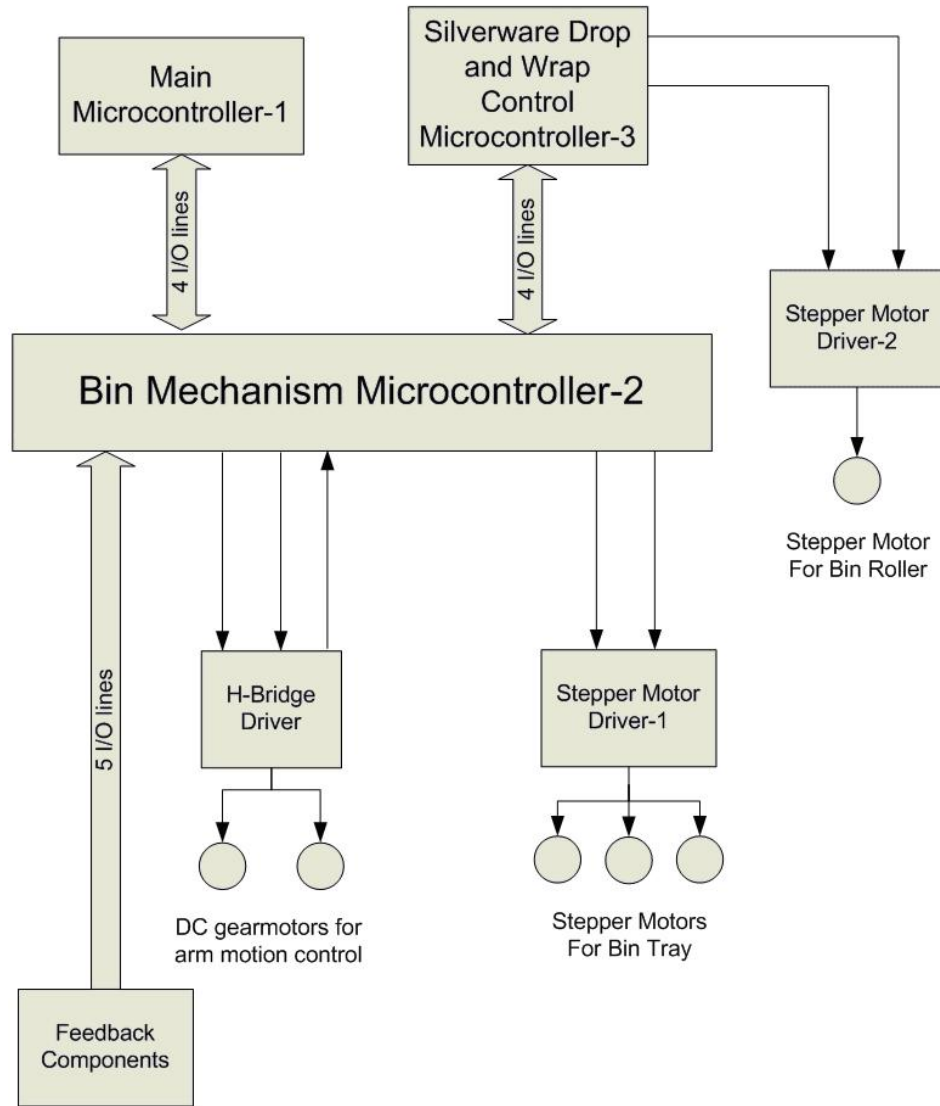 Main
Microcontroller-1
Silverware Drop
and Wrap
Control
Microcontroller-3
4 I/O lines
4 I/O lines
Stepper Motor
Driver-2
Bin Mechanism Microcontroller-2
Stepper Motor
For Bin Roller
5 I/O lines
H-Bridge
Driver
Stepper Motor
Driver-1
DC gearmotors for
arm motion control
Stepper Motors
For Bin Tray
Feedback
Components